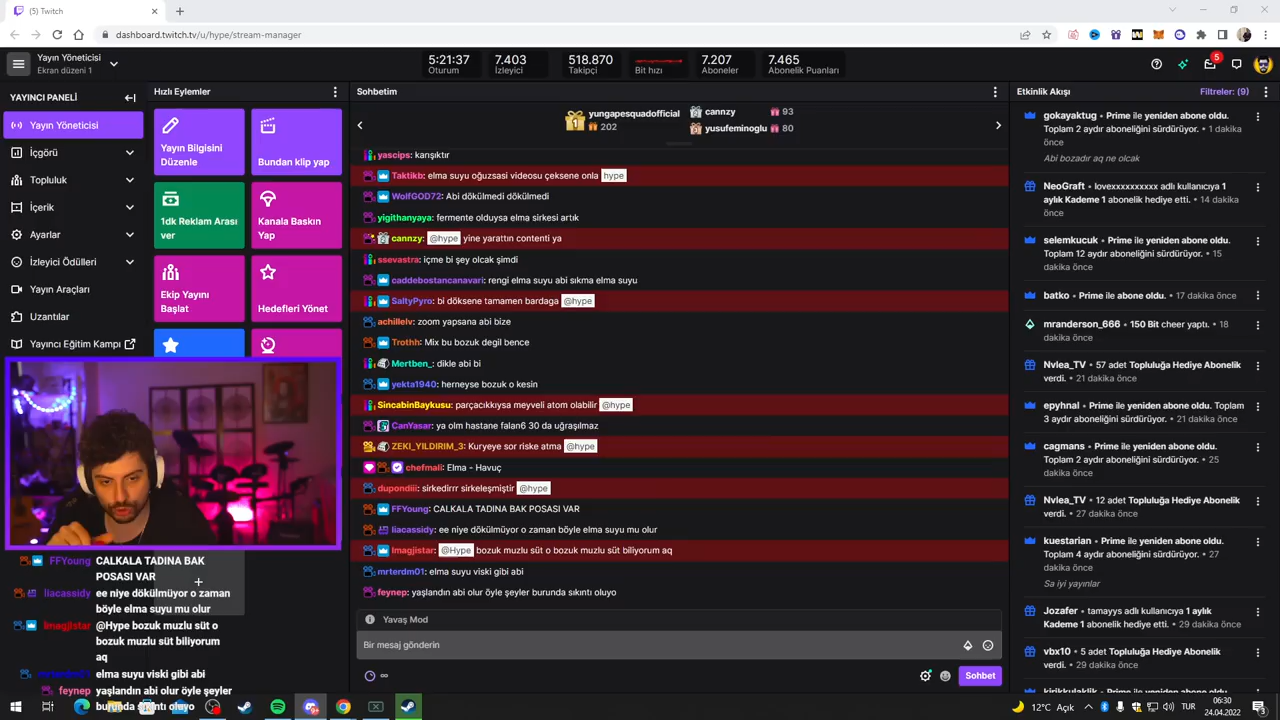 (5) Twitch
dashboard.twitch.tv/u/hype/stream-manager
Yayın Yöneticisi
Ekran düzeni 1
5:21:37
Oturum
7.403
İzleyici
518.870
Takipçi
Bit hızı
7.207
Aboneler
7.465
Abonelik Puanları
5
YAYINCI PANELİ
Yayın Yöneticisi
İçgörü
Topluluk
İçerik
Ayarlar
İzleyici Ödülleri
Yayın Araçları
Uzantılar
Yayıncı Eğitim Kampı
Hızlı Eylemler
Yayın Bilgisini
Düzenle
Bundan klip yap
1dk Reklam Arası
ver
Kanala Baskın
Yap
Ekip Yayını
Başlat
Hedefleri Yönet
FFYoung CALKALA TADINA BAK
POSASI VAR
liacassidy ee niye dökülmüyor o zaman
böyle elma suyu mu olur
lmagjistar @Hype bozuk muzlu süt o
bozuk muzlu süt biliyorum
aq
mrterdm01 elma suyu viski gibi abi
feynep yaşlandın abi olur öyle şeyler
burunda sıkıntı oluyo
Sohbetim
1 yungapesquadofficial
202
cannzy 93
yusufeminoglu 80
yascips: karışıktır
Taktikb: elma suyu oğuzsasi videosu çeksene onla hype
WolfGOD72: Abi dökülmedi dökülmedi
yigithanyaya: fermente olduysa elma sirkesi artık
cannzy: @hype yine yarattın contenti ya
ssevastra: içme bi şey olcak şimdi
caddebostancanavari: rengi elma suyu abi sıkma elma suyu
SaltyPyro: bi döksene tamamen bardaga @hype
achillelv: zoom yapsana abi bize
Trothh: Mix bu bozuk degil bence
Mertben_: dikle abi bi
yekta1940: herneyse bozuk o kesin
SincabinBaykusu: parçacıkkıysa meyveli atom olabilir @hype
CanYasar: ya olm hastane falan6 30 da uğraşılmaz
ZEKI_YILDIRIM_3: Kuryeye sor riske atma @hype
chefmali: Elma - Havuç
dupondiii: sirkedirrr sirkeleşmiştir @hype
FFYoung: CALKALA TADINA BAK POSASI VAR
liacassidy: ee niye dökülmüyor o zaman böyle elma suyu mu olur
lmagjistar: @Hype bozuk muzlu süt o bozuk muzlu süt biliyorum aq
mrterdm01: elma suyu viski gibi abi
feynep: yaşlandın abi olur öyle şeyler burunda sıkıntı oluyo
Yavaş Mod
Bir mesaj gönderin
∞
Sohbet
Etkinlik Akışı
Filtreler: (9)
gokayaktug • Prime ile yeniden abone oldu.
Toplam 2 aydır aboneliğini sürdürüyor. • 1 dakika
önce
Abi bozadır aq ne olcak
NeoGraft • lovexxxxxxxxxx adlı kullanıcıya 1
aylık Kademe 1 abonelik hediye etti. • 14 dakika
önce
selemkucuk • Prime ile yeniden abone oldu.
Toplam 12 aydır aboneliğini sürdürüyor. • 15
dakika önce
batko • Prime ile abone oldu. • 17 dakika önce
mranderson_666 • 150 Bit cheer yaptı. • 18
dakika önce
Nvlea_TV • 57 adet Topluluğa Hediye Abonelik
verdi. • 21 dakika önce
epyhnal • Prime ile yeniden abone oldu. Toplam
3 aydır aboneliğini sürdürüyor. • 21 dakika önce
cagmans • Prime ile yeniden abone oldu.
Toplam 2 aydır aboneliğini sürdürüyor. • 25
dakika önce
Nvlea_TV • 12 adet Topluluğa Hediye Abonelik
verdi. • 27 dakika önce
kuestarian • Prime ile yeniden abone oldu.
Toplam 4 aydır aboneliğini sürdürüyor. • 27
dakika önce
Sa iyi yayınlar
Jozafer • tamayys adlı kullanıcıya 1 aylık
Kademe 1 abonelik hediye etti. • 29 dakika önce
vbx10 • 5 adet Topluluğa Hediye Abonelik
verdi. • 29 dakika önce
kirikkulaklik • Prime ile yeniden abone oldu.
12°C Açık
TUR
06:30
24.04.2022
3